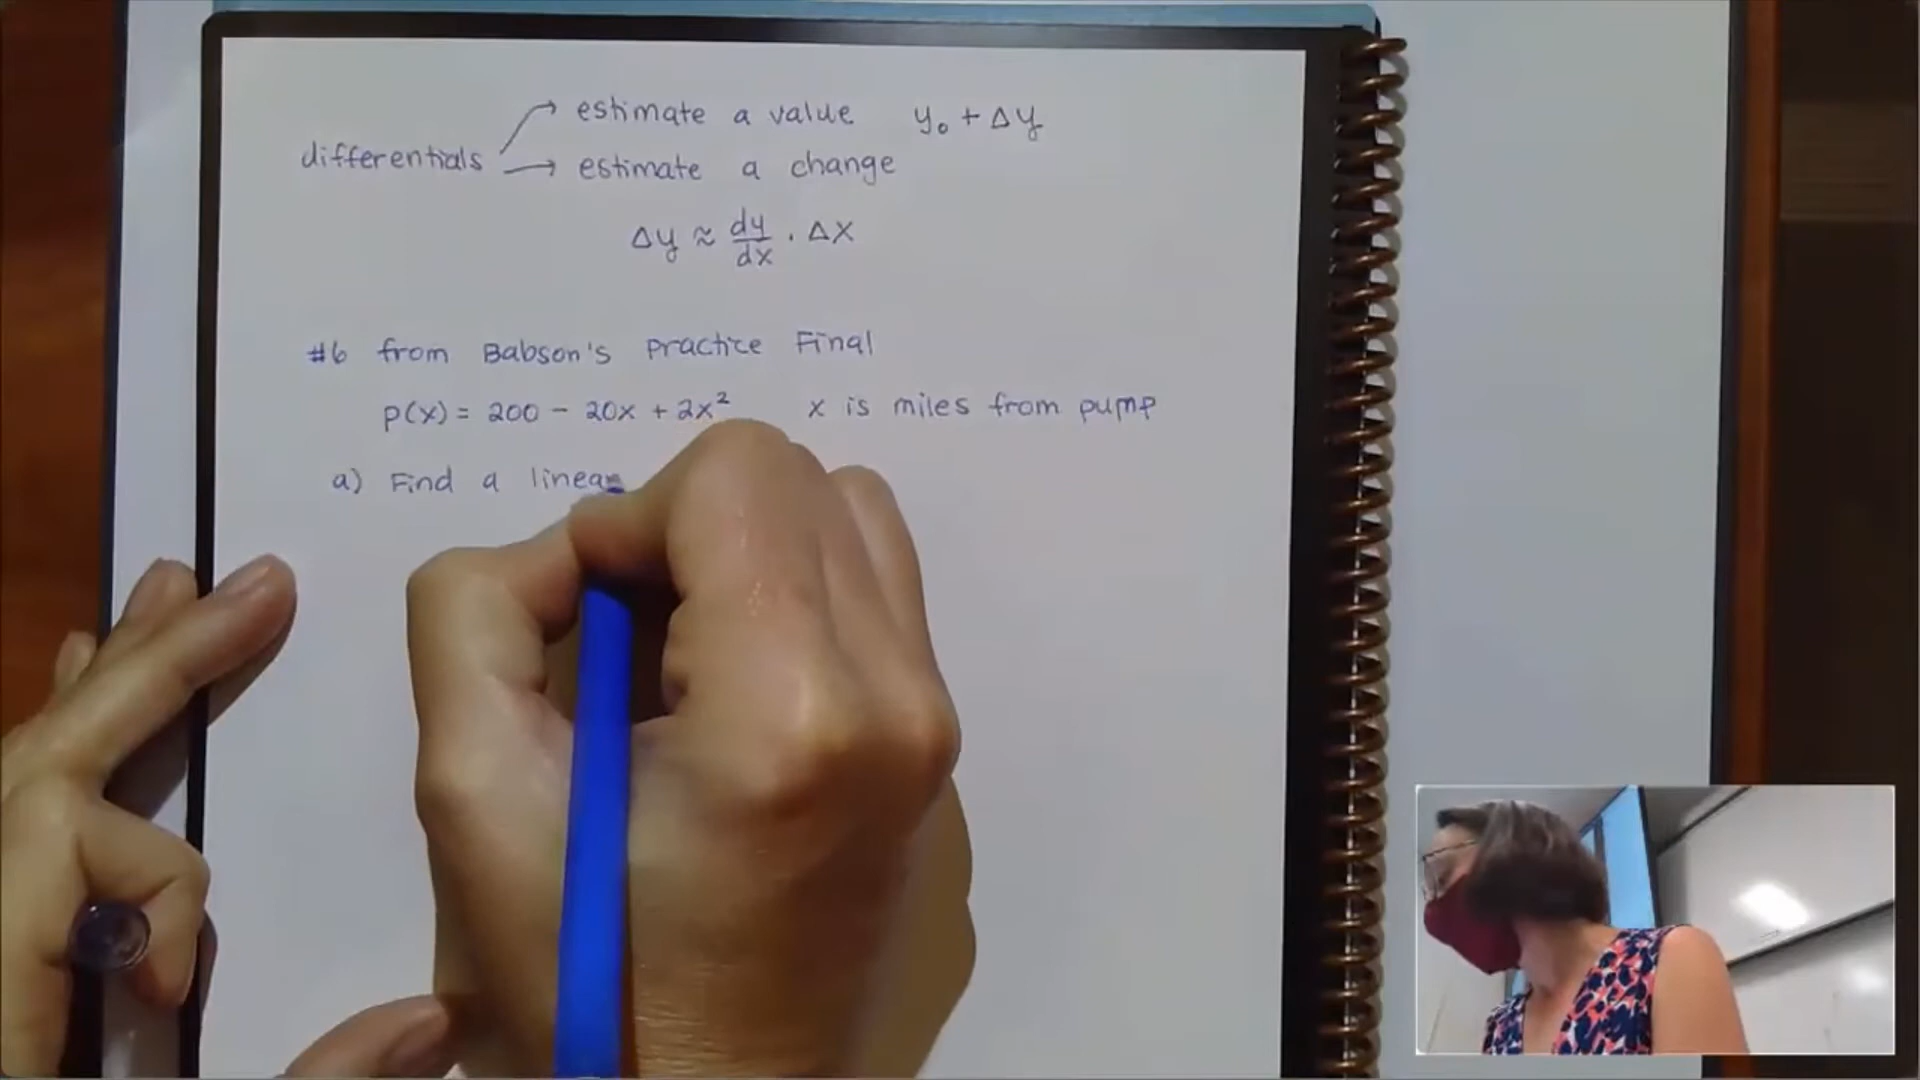 estimate a value y₀ + Δy
differentials
estimate a change
Δy ≈ dy/dx · Δx
#6 from Babson's Practice Final
p(x) = 200 - 20x + 2x² x is miles from pump
a) Find a linear